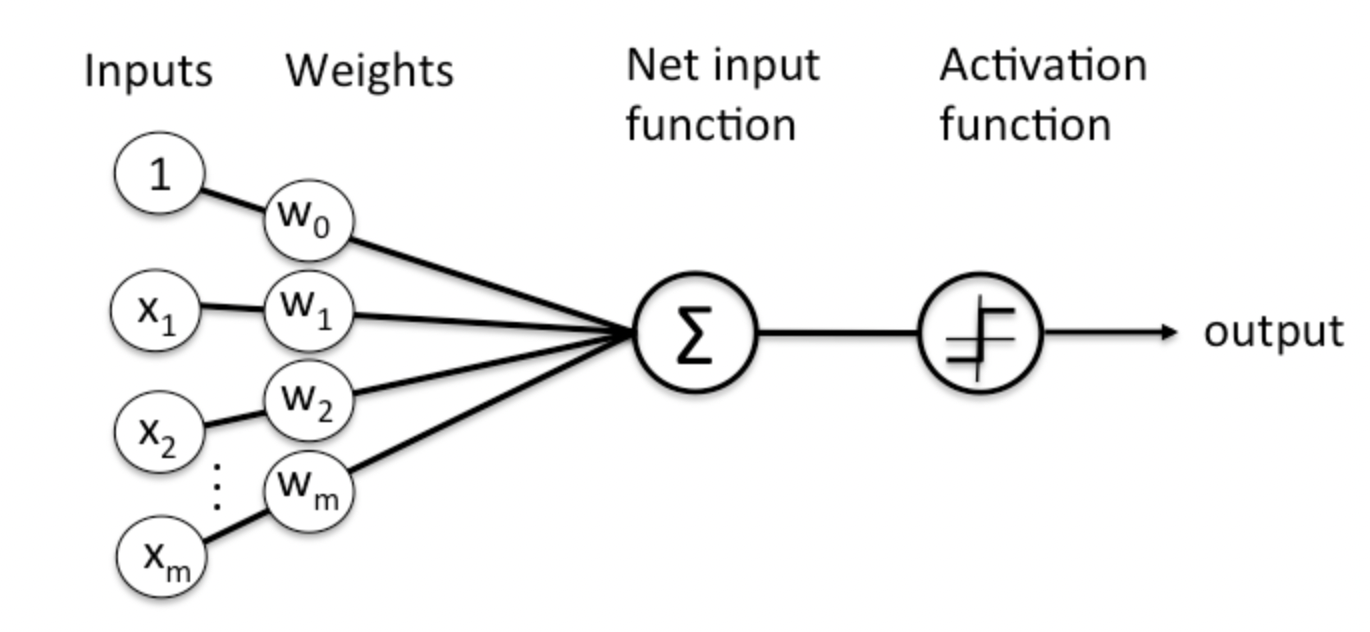 Inputs
Weights
Net input
function
Activation
function
1
w₀
x₁
w₁
x₂
w₂
⋮
xₘ
wₘ
Σ
output